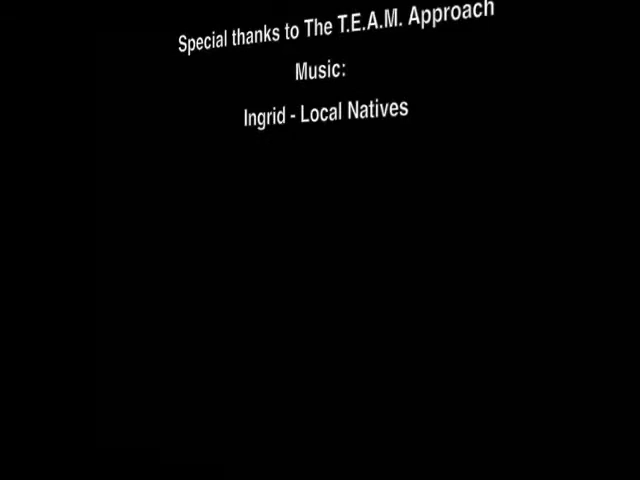 Special thanks to The T.E.A.M. Approach
Music:
Ingrid - Local Natives